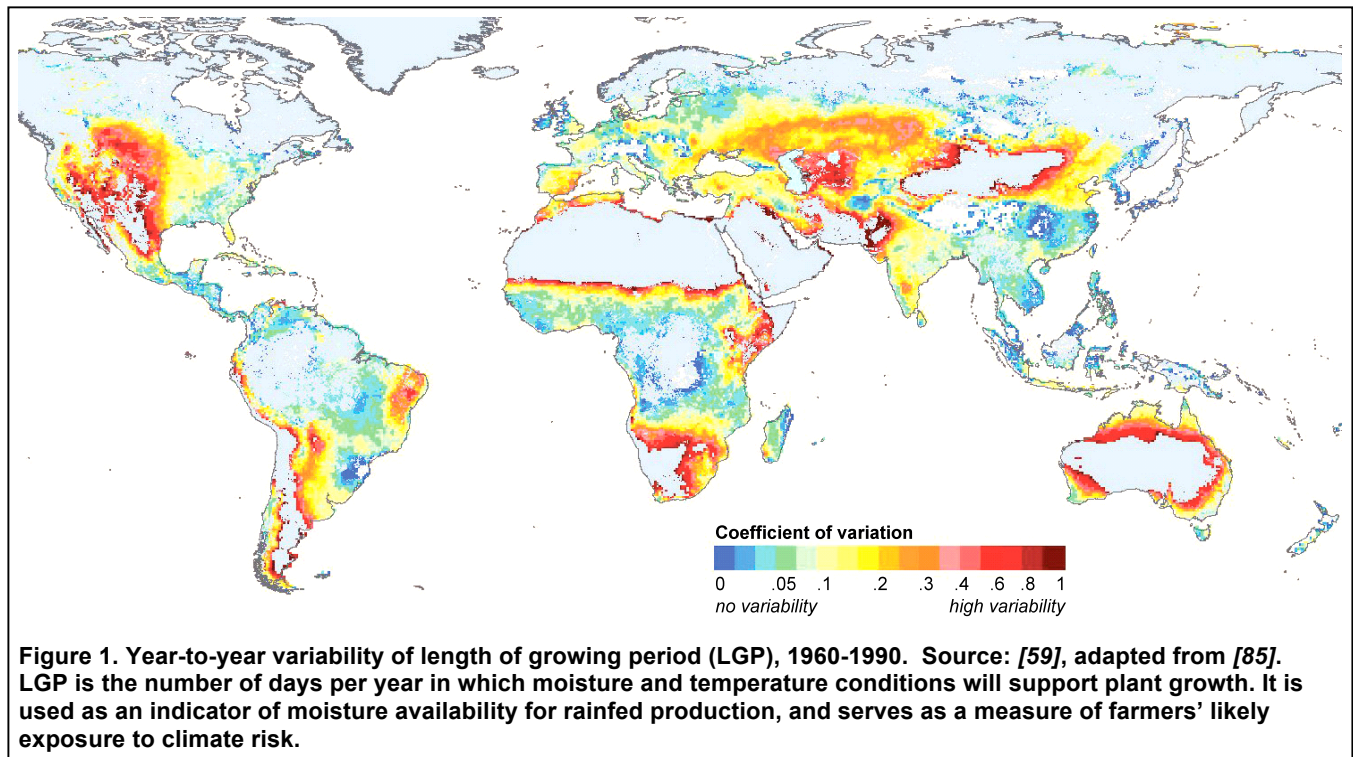 Coefficient of variation
0 .05 .1 .2 .3 .4 .6 .8 1
no variability high variability
Figure 1. Year-to-year variability of length of growing period (LGP), 1960-1990. Source: [59], adapted from [85].
LGP is the number of days per year in which moisture and temperature conditions will support plant growth. It is
used as an indicator of moisture availability for rainfed production, and serves as a measure of farmers’ likely
exposure to climate risk.